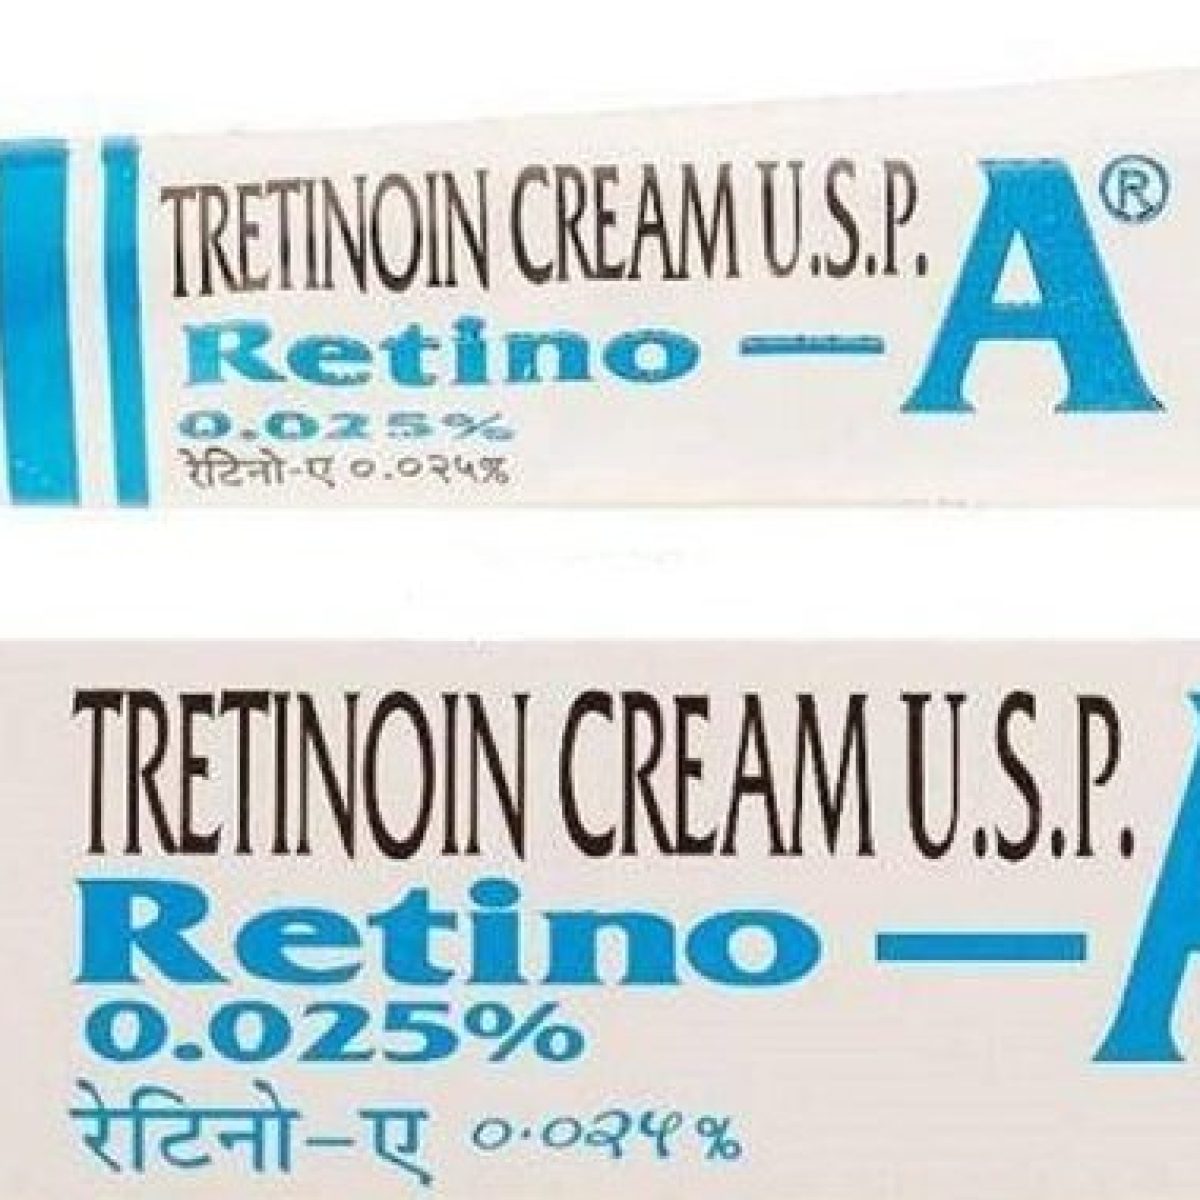 TRETINOIN CREAM U.S.P.
Retino — A®
0.025%
रेटिनो-ए ०.०२५%
TRETINOIN CREAM U.S.P.
Retino — A
0.025%
रेटिनो-ए ०.०२५%